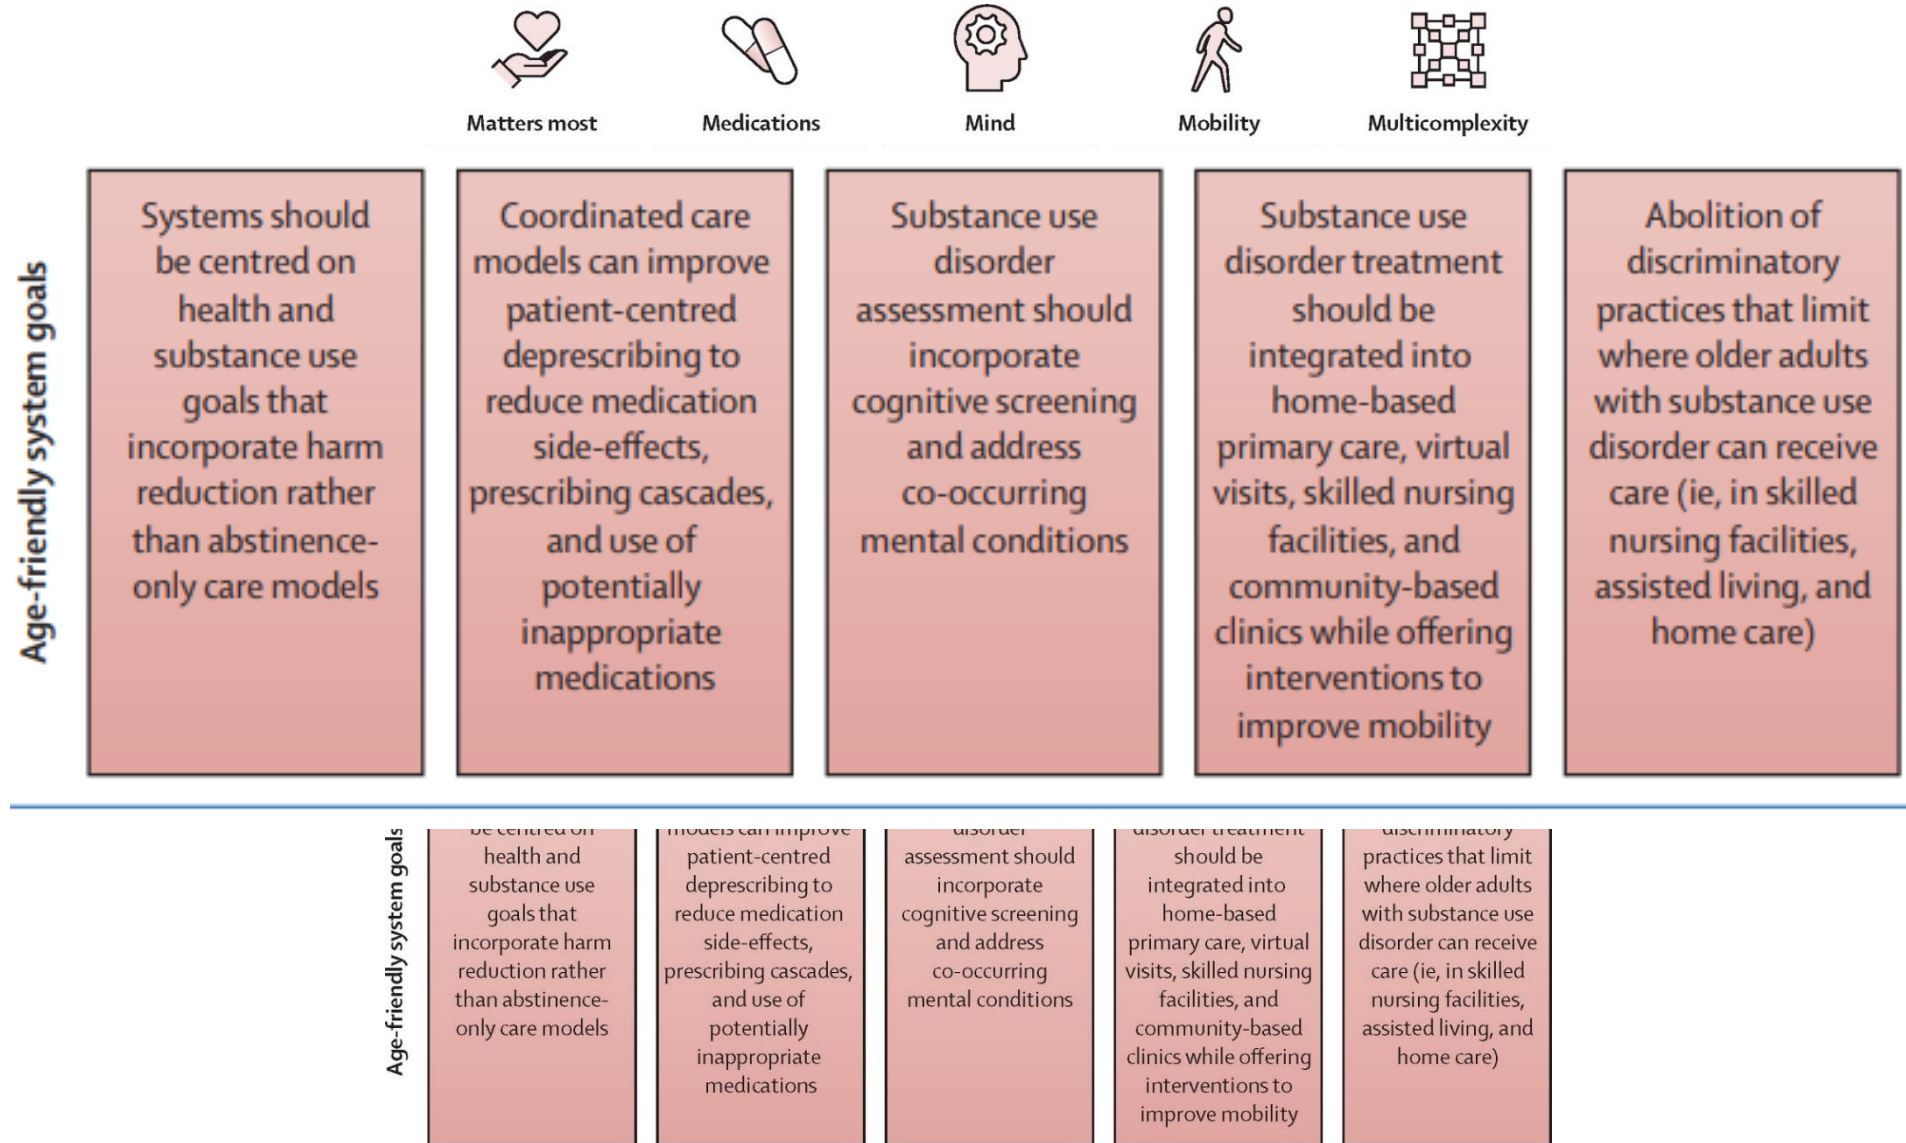 Matters most
Medications
Mind
Mobility
Multicomplexity
Age-friendly system goals
Systems should
be centred on
health and
substance use
goals that
incorporate harm
reduction rather
than abstinence-
only care models
Coordinated care
models can improve
patient-centred
deprescribing to
reduce medication
side-effects,
prescribing cascades,
and use of
potentially
inappropriate
medications
Substance use
disorder
assessment should
incorporate
cognitive screening
and address
co-occurring
mental conditions
Substance use
disorder treatment
should be
integrated into
home-based
primary care, virtual
visits, skilled nursing
facilities, and
community-based
clinics while offering
interventions to
improve mobility
Abolition of
discriminatory
practices that limit
where older adults
with substance use
disorder can receive
care (ie, in skilled
nursing facilities,
assisted living, and
home care)
Age-friendly system goals
be centred on
health and
substance use
goals that
incorporate harm
reduction rather
than abstinence-
only care models
models can improve
patient-centred
deprescribing to
reduce medication
side-effects,
prescribing cascades,
and use of
potentially
inappropriate
medications
disorder
assessment should
incorporate
cognitive screening
and address
co-occurring
mental conditions
disorder treatment
should be
integrated into
home-based
primary care, virtual
visits, skilled nursing
facilities, and
community-based
clinics while offering
interventions to
improve mobility
discriminatory
practices that limit
where older adults
with substance use
disorder can receive
care (ie, in skilled
nursing facilities,
assisted living, and
home care)